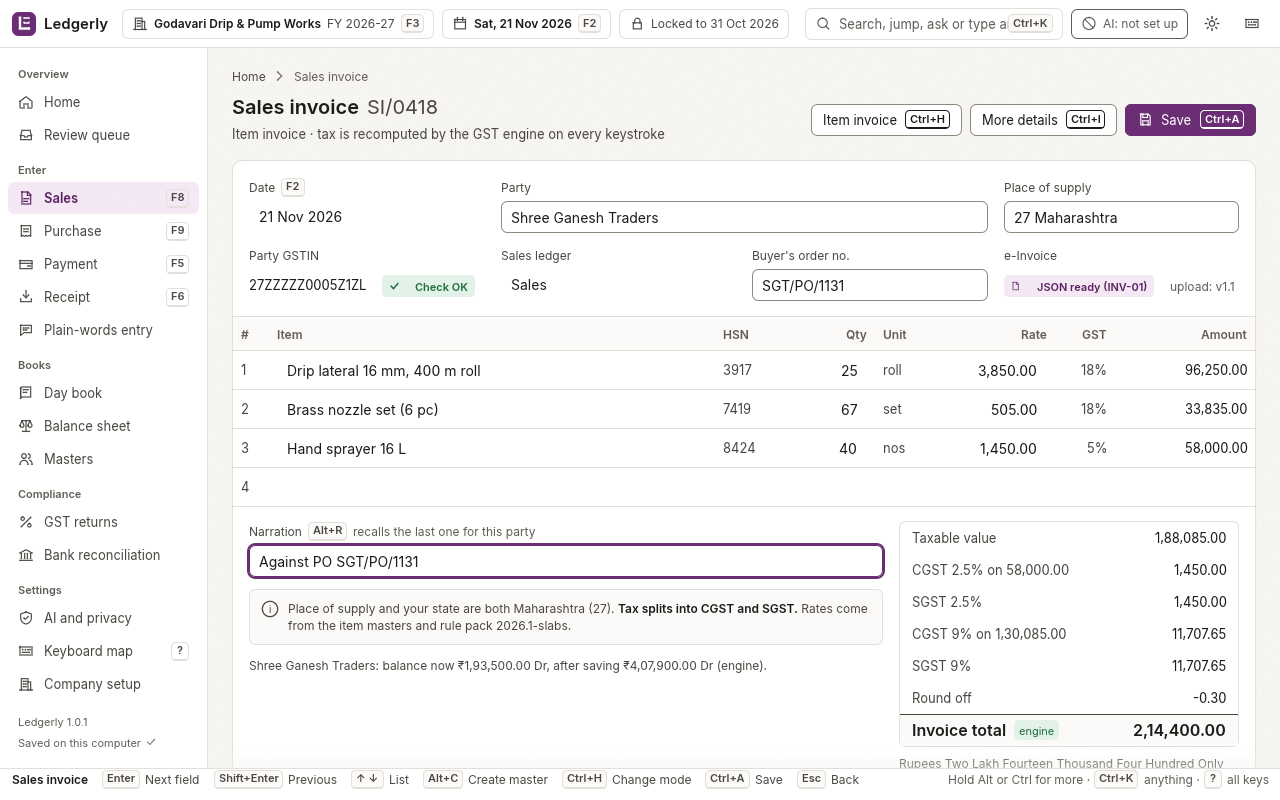 Ledgerly
Godavari Drip & Pump Works FY 2026-27 F3
Sat, 21 Nov 2026 F2
Locked to 31 Oct 2026
Search, jump, ask or type a Ctrl+K
AI: not set up
Overview
Home
Review queue
Enter
Sales F8
Purchase F9
Payment F5
Receipt F6
Plain-words entry
Books
Day book
Balance sheet
Masters
Compliance
GST returns
Bank reconciliation
Settings
AI and privacy
Keyboard map ?
Company setup
Ledgerly 1.0.1
Saved on this computer
Home > Sales invoice
Sales invoice SI/0418
Item invoice · tax is recomputed by the GST engine on every keystroke
Item invoice Ctrl+H
More details Ctrl+I
Save Ctrl+A
Date F2
21 Nov 2026
Party
Shree Ganesh Traders
Place of supply
27 Maharashtra
Party GSTIN
27ZZZZZ0005Z1ZL Check OK
Sales ledger
Sales
Buyer's order no.
SGT/PO/1131
e-Invoice
JSON ready (INV-01) upload: v1.1
# Item HSN Qty Unit Rate GST Amount
1 Drip lateral 16 mm, 400 m roll 3917 25 roll 3,850.00 18% 96,250.00
2 Brass nozzle set (6 pc) 7419 67 set 505.00 18% 33,835.00
3 Hand sprayer 16 L 8424 40 nos 1,450.00 5% 58,000.00
4
Narration Alt+R recalls the last one for this party
Against PO SGT/PO/1131
Place of supply and your state are both Maharashtra (27). Tax splits into CGST and SGST. Rates come
from the item masters and rule pack 2026.1-slabs.
Shree Ganesh Traders: balance now ₹1,93,500.00 Dr, after saving ₹4,07,900.00 Dr (engine).
Taxable value 1,88,085.00
CGST 2.5% on 58,000.00 1,450.00
SGST 2.5% 1,450.00
CGST 9% on 1,30,085.00 11,707.65
SGST 9% 11,707.65
Round off -0.30
Invoice total engine 2,14,400.00
Rupees Two Lakh Fourteen Thousand Four Hundred Only
Sales invoice Enter Next field Shift+Enter Previous ↑ ↓ List Alt+C Create master Ctrl+H Change mode Ctrl+A Save Esc Back Hold Alt or Ctrl for more · Ctrl+K anything · ? all keys